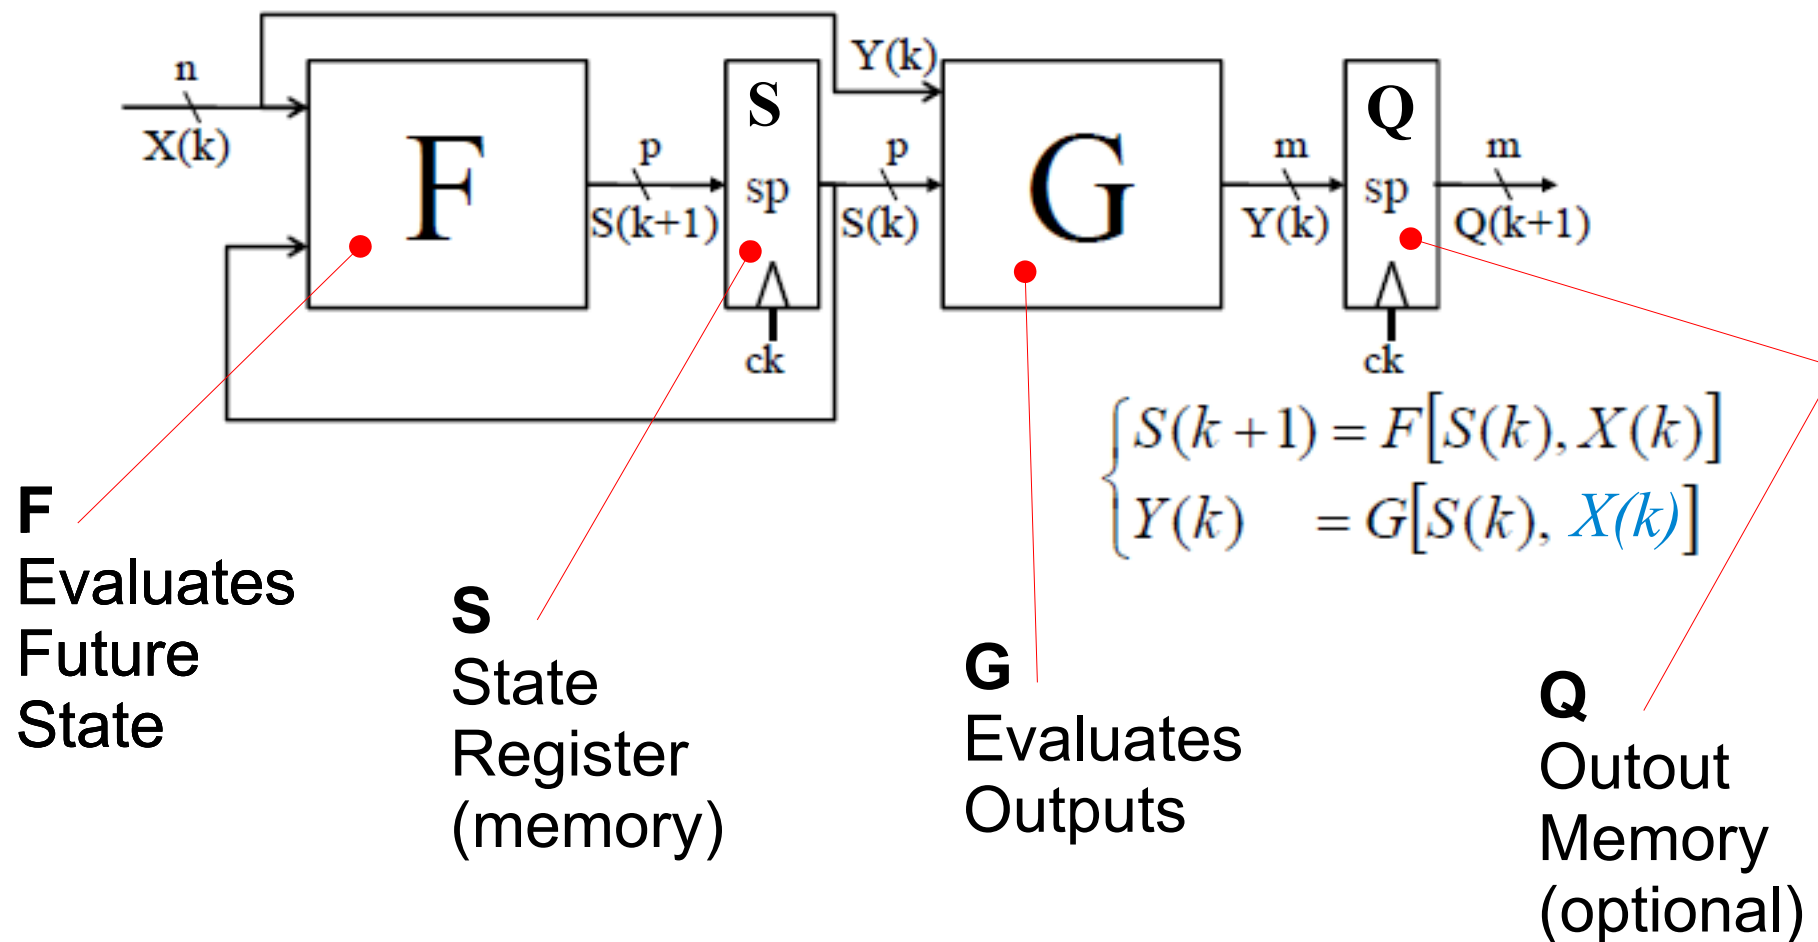 n
X(k)
F
p
S(k+1)
S
sp
ck
Y(k)
p
S(k)
G
m
Y(k)
Q
sp
ck
m
Q(k+1)
S(k+1) = F[S(k), X(k)]
Y(k) = G[S(k), X(k)]
F
Evaluates
Future
State
S
State
Register
(memory)
G
Evaluates
Outputs
Q
Outout
Memory
(optional)